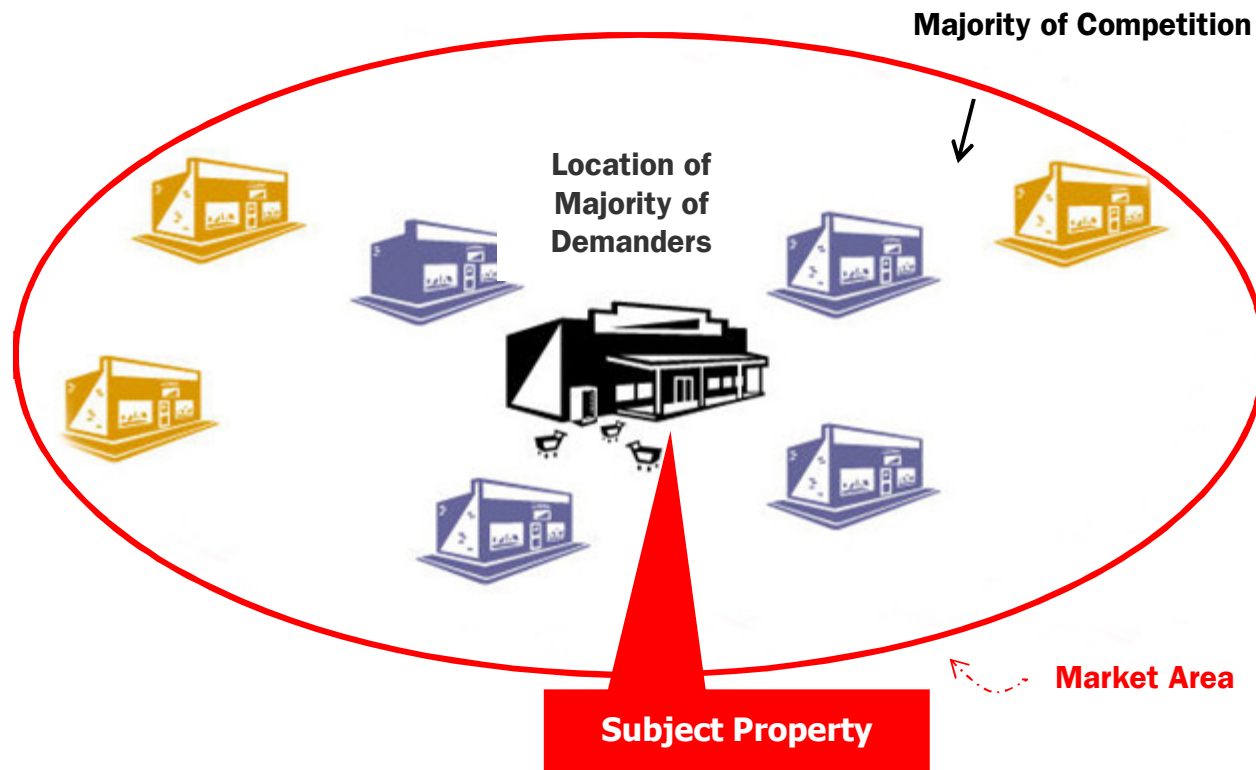 Majority of Competition
Location of
Majority of
Demanders
Market Area
Subject Property